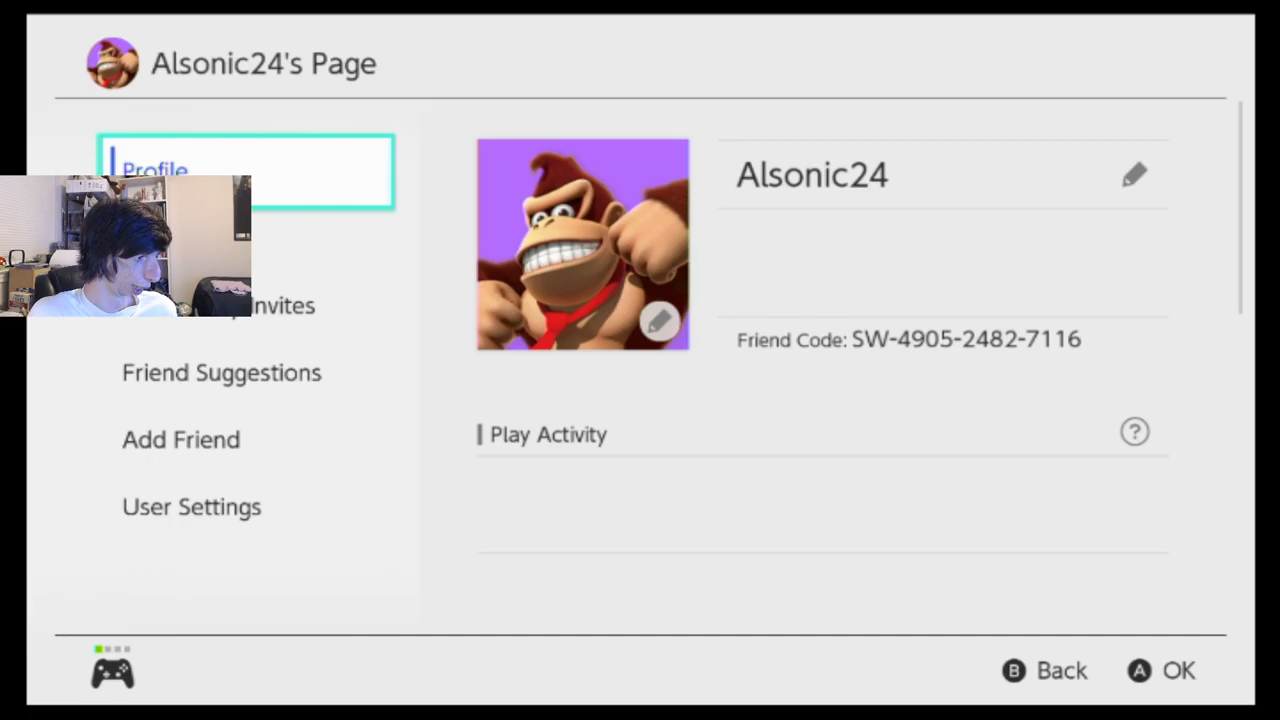 Alsonic24's Page
Profile
Invites
Friend Suggestions
Add Friend
User Settings
Alsonic24
Friend Code: SW-4905-2482-7116
Play Activity
?
B Back
A OK